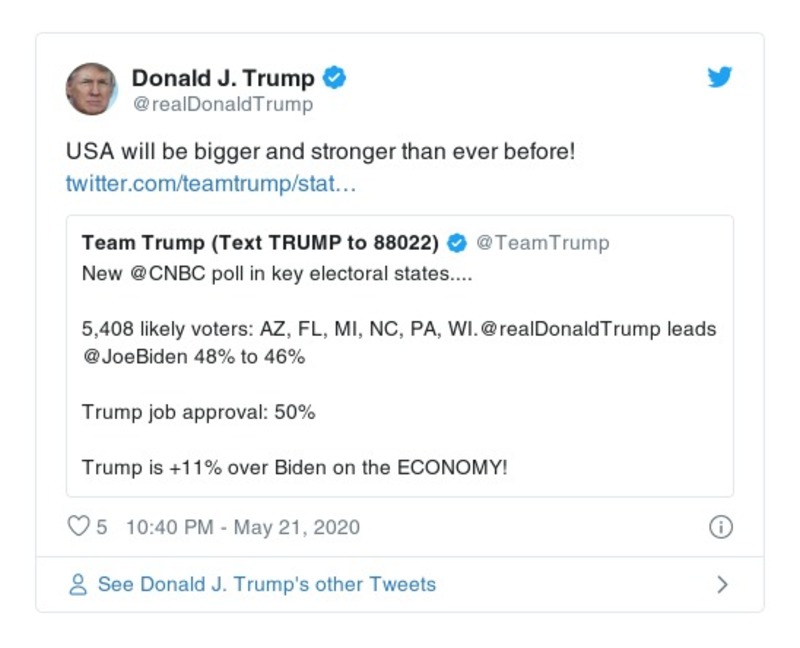 Donald J. Trump
@realDonaldTrump
USA will be bigger and stronger than ever before!
twitter.com/teamtrump/stat…
Team Trump (Text TRUMP to 88022) @TeamTrump
New @CNBC poll in key electoral states....
5,408 likely voters: AZ, FL, MI, NC, PA, WI.@realDonaldTrump leads
@JoeBiden 48% to 46%
Trump job approval: 50%
Trump is +11% over Biden on the ECONOMY!
5 10:40 PM - May 21, 2020
See Donald J. Trump's other Tweets